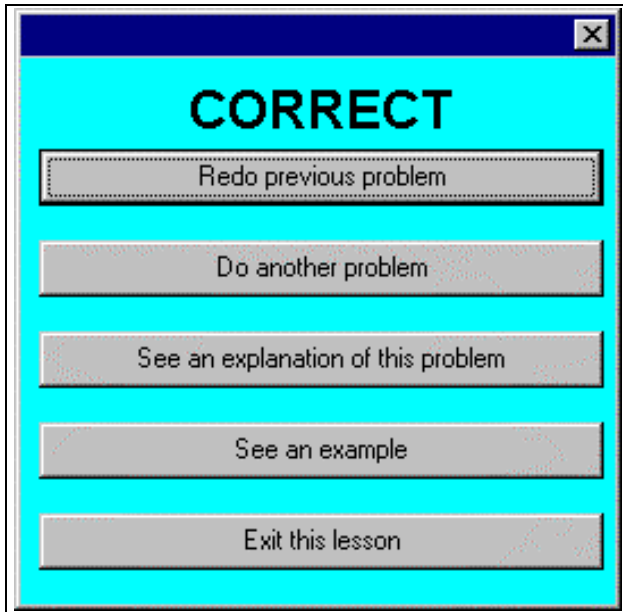 CORRECT
Redo previous problem
Do another problem
See an explanation of this problem
See an example
Exit this lesson